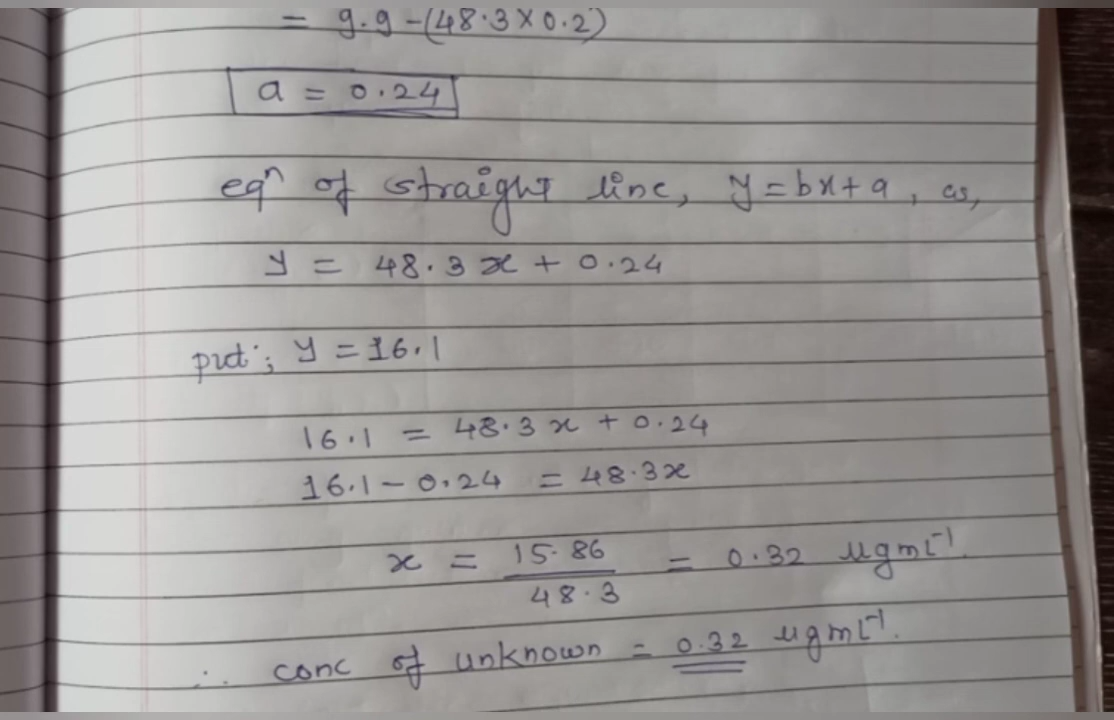 = 9.9-(48.3×0.2)
a = 0.24
eqⁿ of straight line, y=bx+a, as,
y = 48.3x + 0.24
put; y = 16.1
16.1 = 48.3x + 0.24
16.1-0.24 = 48.3x
x = 15.86/48.3 = 0.32 µgml⁻¹.
∴ conc of unknown = 0.32 µgml⁻¹.